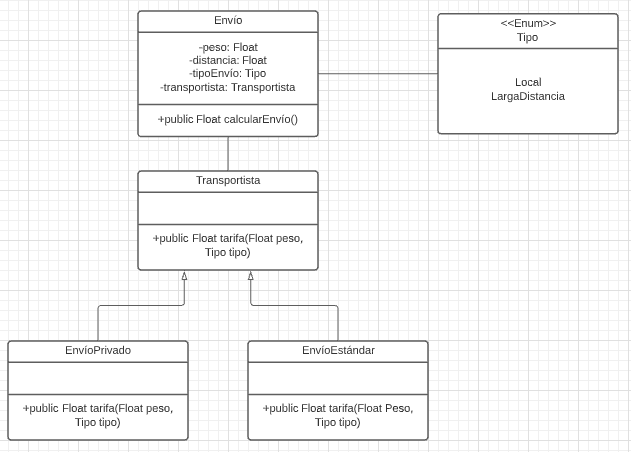 Envío
-peso: Float
-distancia: Float
-tipoEnvío: Tipo
-transportista: Transportista
+public Float calcularEnvío()
<<Enum>>
Tipo
Local
LargaDistancia
Transportista
+public Float tarifa(Float peso,
Tipo tipo)
EnvíoPrivado
+public Float tarifa(Float peso,
Tipo tipo)
EnvíoEstándar
+public Float tarifa(Float Peso,
Tipo tipo)